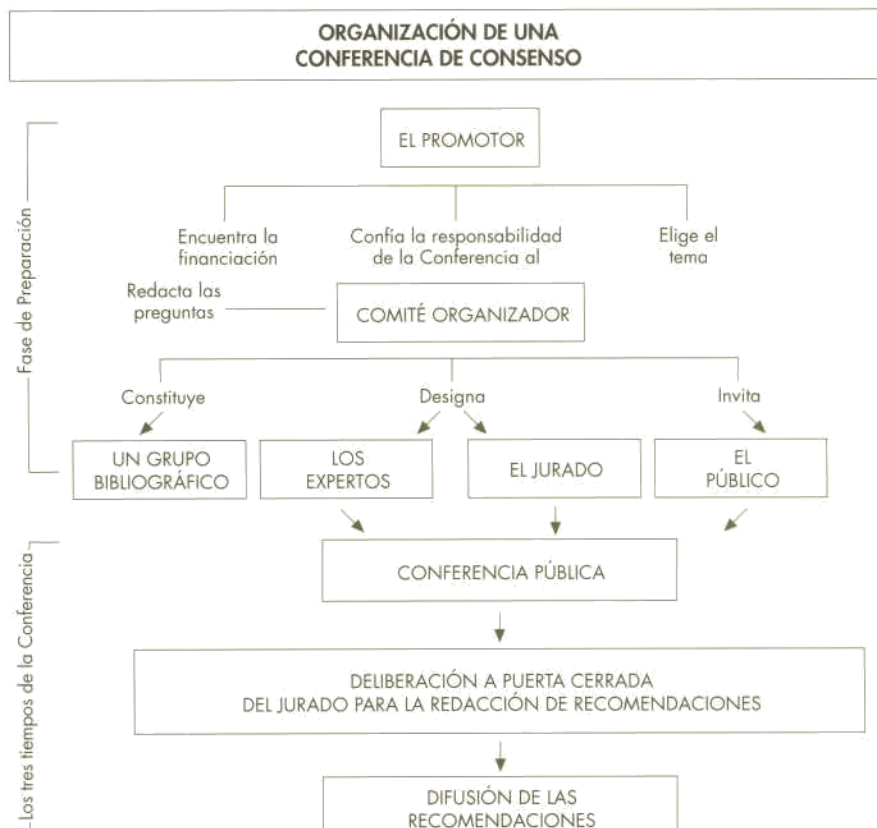 ORGANIZACIÓN DE UNA
CONFERENCIA DE CONSENSO
Fase de Preparación
EL PROMOTOR
Encuentra la
financiación
Confía la responsabilidad
de la Conferencia al
Elige el
tema
Redacta las
preguntas
COMITÉ ORGANIZADOR
Constituye
Designa
Invita
UN GRUPO
BIBLIOGRÁFICO
LOS
EXPERTOS
EL JURADO
EL
PÚBLICO
Los tres tiempos de la Conferencia
CONFERENCIA PÚBLICA
DELIBERACIÓN A PUERTA CERRADA
DEL JURADO PARA LA REDACCIÓN DE RECOMENDACIONES
DIFUSIÓN DE LAS
RECOMENDACIONES